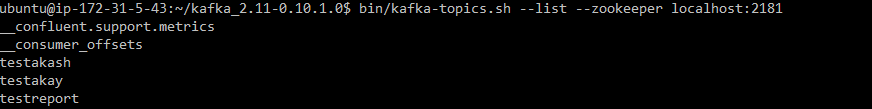 ubuntu@ip-172-31-5-43:~/kafka_2.11-0.10.1.0$ bin/kafka-topics.sh --list --zookeeper localhost:2181
__confluent.support.metrics
__consumer_offsets
testakash
testakay
testreport